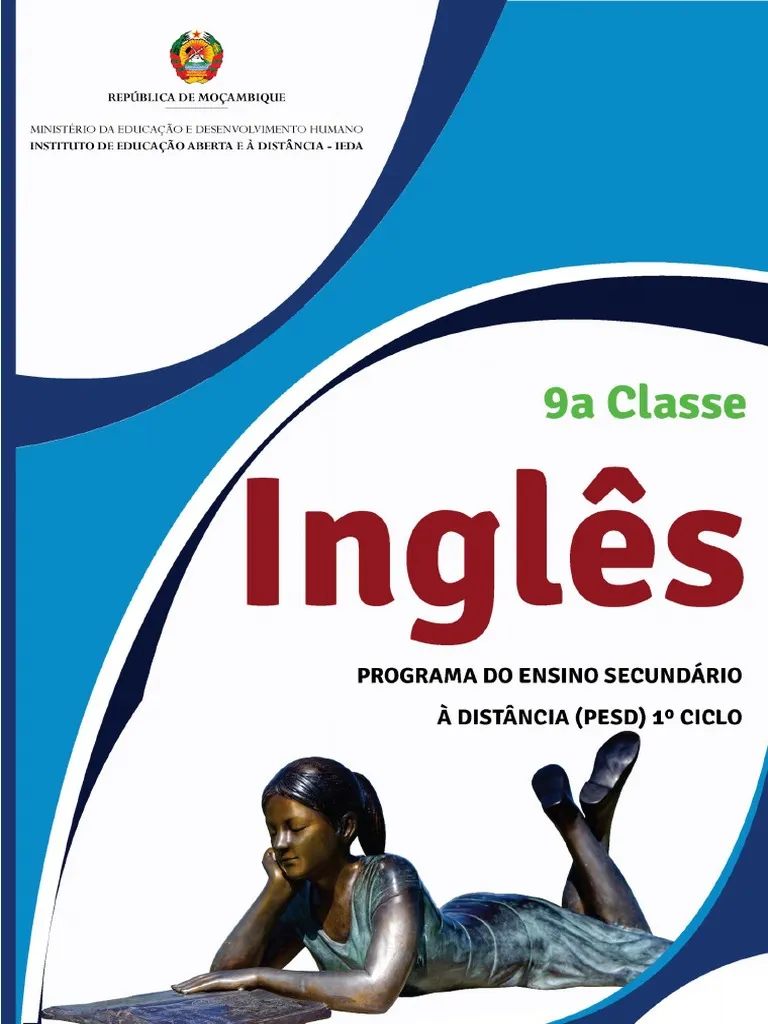 REPÚBLICA DE MOÇAMBIQUE
MINISTÉRIO DA EDUCAÇÃO E DESENVOLVIMENTO HUMANO
INSTITUTO DE EDUCAÇÃO ABERTA E À DISTÂNCIA - IEDA
9a Classe
Inglês
PROGRAMA DO ENSINO SECUNDÁRIO
À DISTÂNCIA (PESD) 1º CICLO